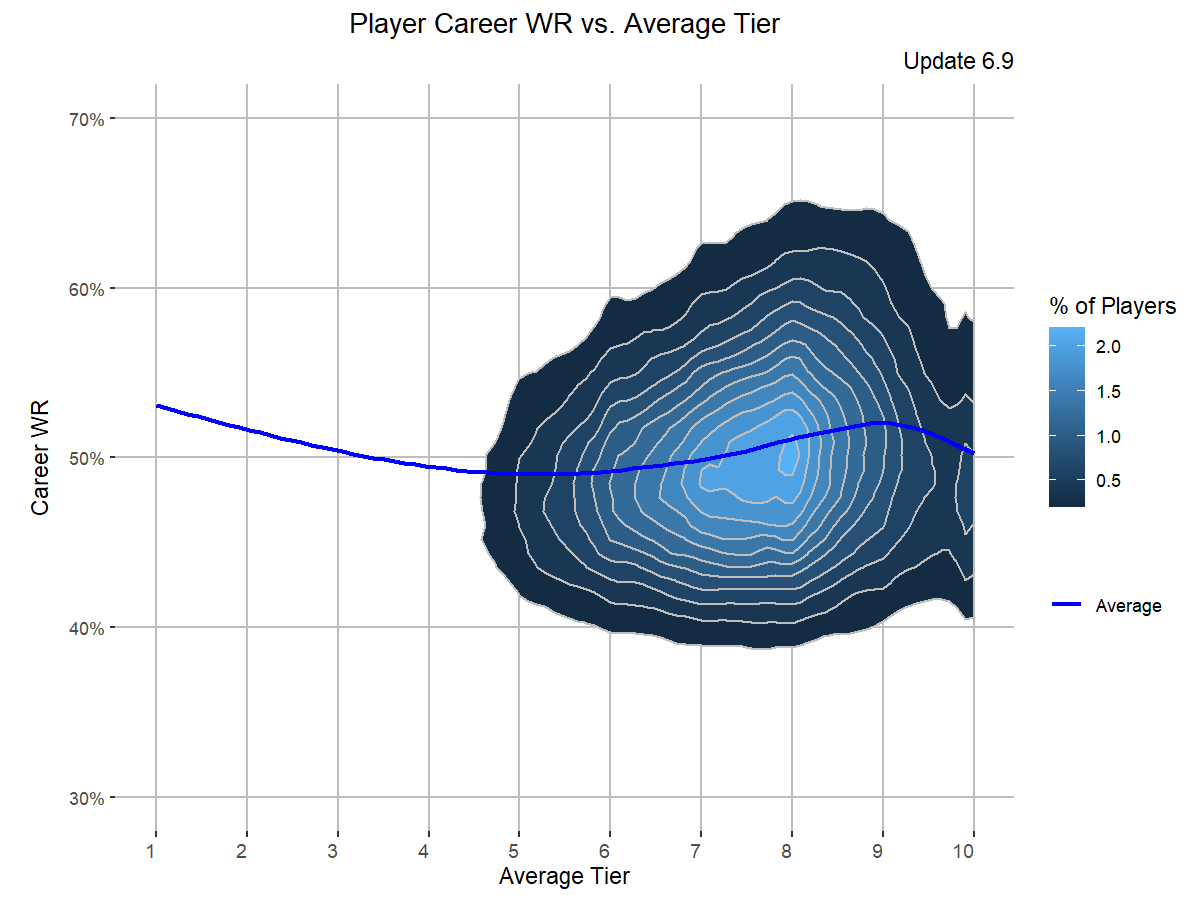 Player Career WR vs. Average Tier
Update 6.9
70%
60%
50%
40%
30%
Career WR
1 2 3 4 5 6 7 8 9 10
Average Tier
% of Players
2.0
1.5
1.0
0.5
Average